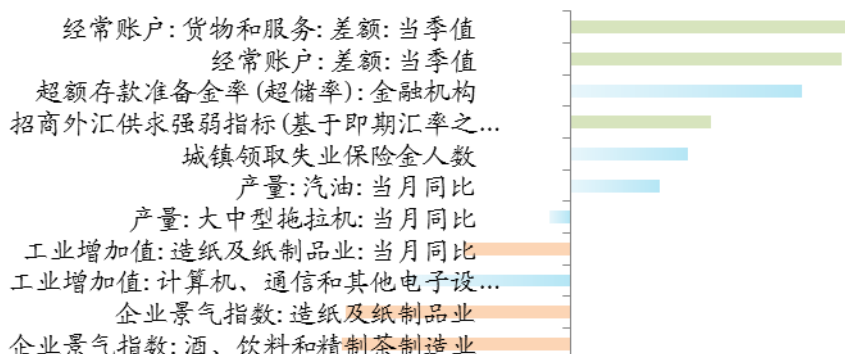 经常账户:货物和服务:差额:当季值
经常账户:差额:当季值
超额存款准备金率(超储率):金融机构
招商外汇供求强弱指标(基于即期汇率之...
城镇领取失业保险金人数
产量:汽油:当月同比
产量:大中型拖拉机:当月同比
工业增加值:造纸及纸制品业:当月同比
工业增加值:计算机、通信和其他电子设...
企业景气指数:造纸及纸制品业
企业景气指数:酒、饮料和精制茶制造业